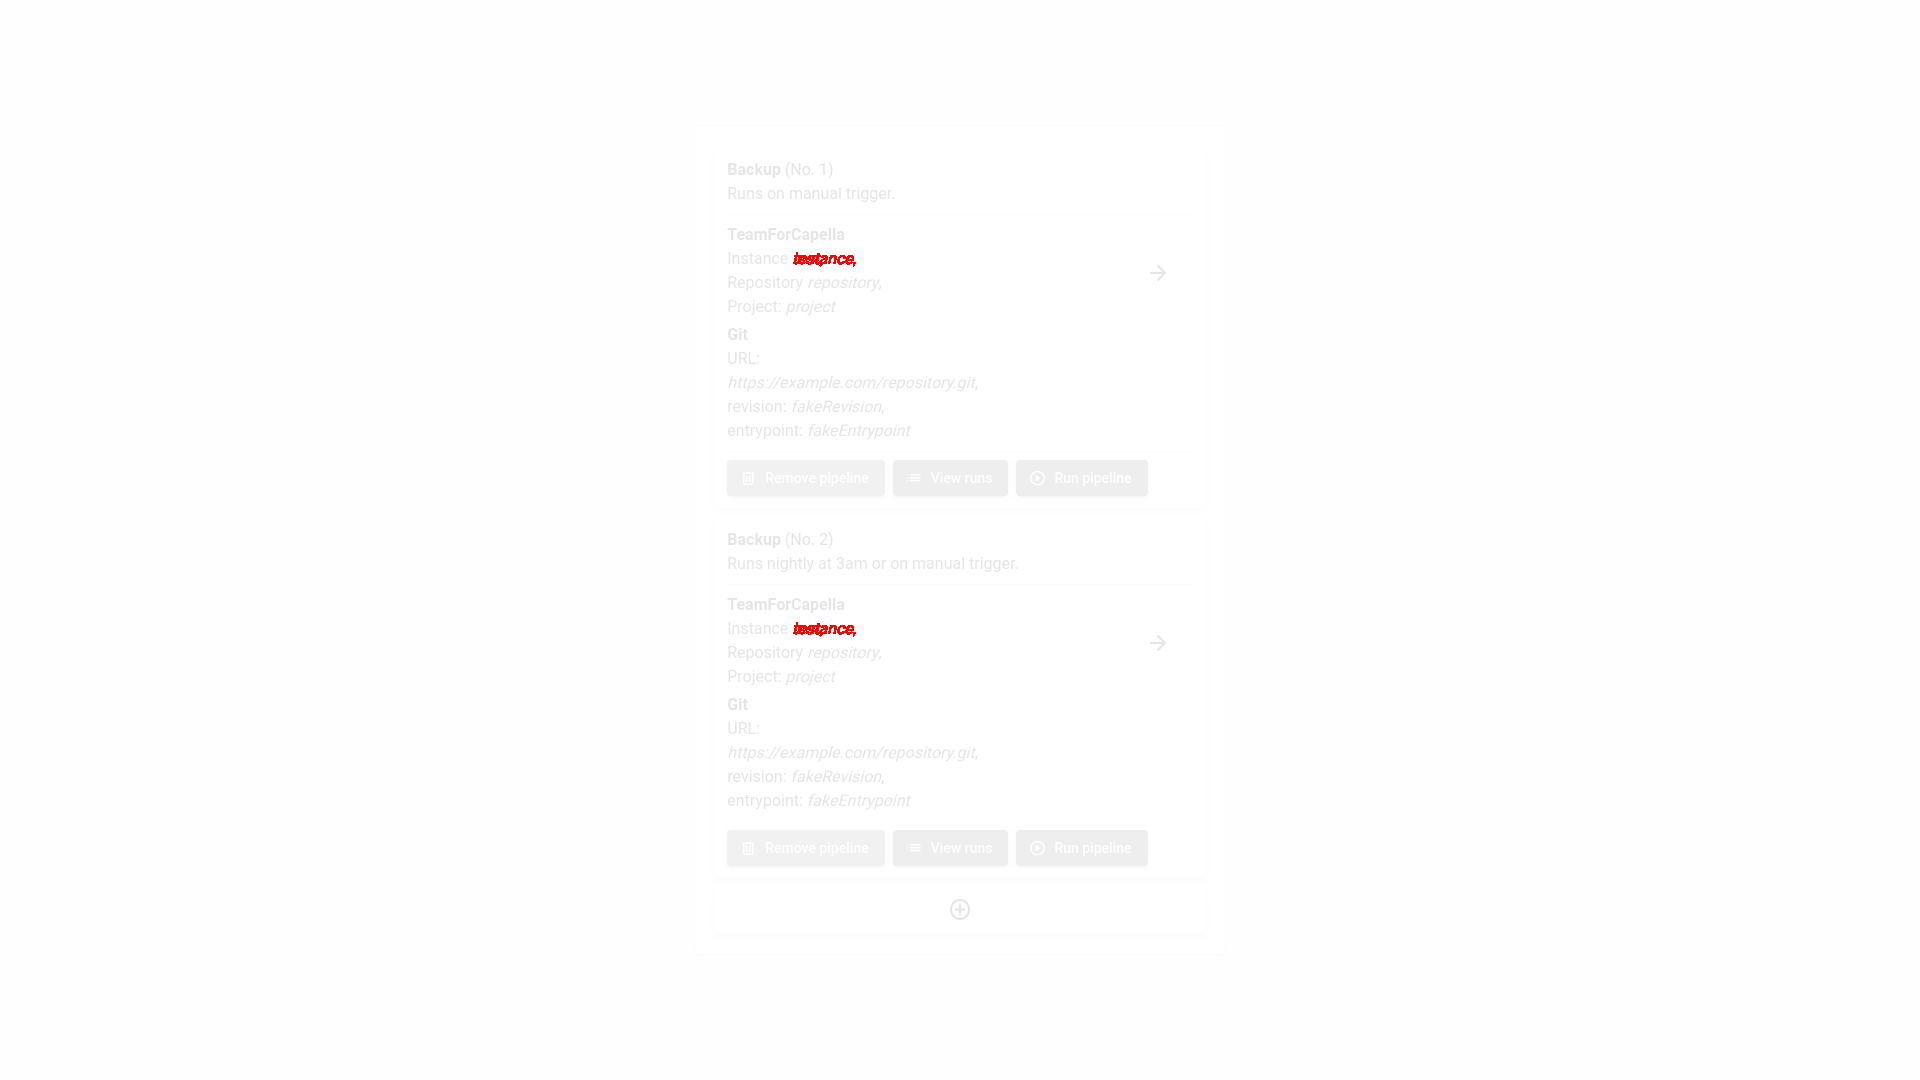 Backup (No. 1)
Runs on manual trigger.
TeamForCapella
Instance
Repository repository,
Project: project
Git
URL:
https://example.com/repository.git,
revision: fakeRevision,
entrypoint: fakeEntrypoint
Remove pipeline View runs Run pipeline
Backup (No. 2)
Runs nightly at 3am or on manual trigger.
TeamForCapella
Instance
Repository repository,
Project: project
Git
URL:
https://example.com/repository.git,
revision: fakeRevision,
entrypoint: fakeEntrypoint
Remove pipeline View runs Run pipeline